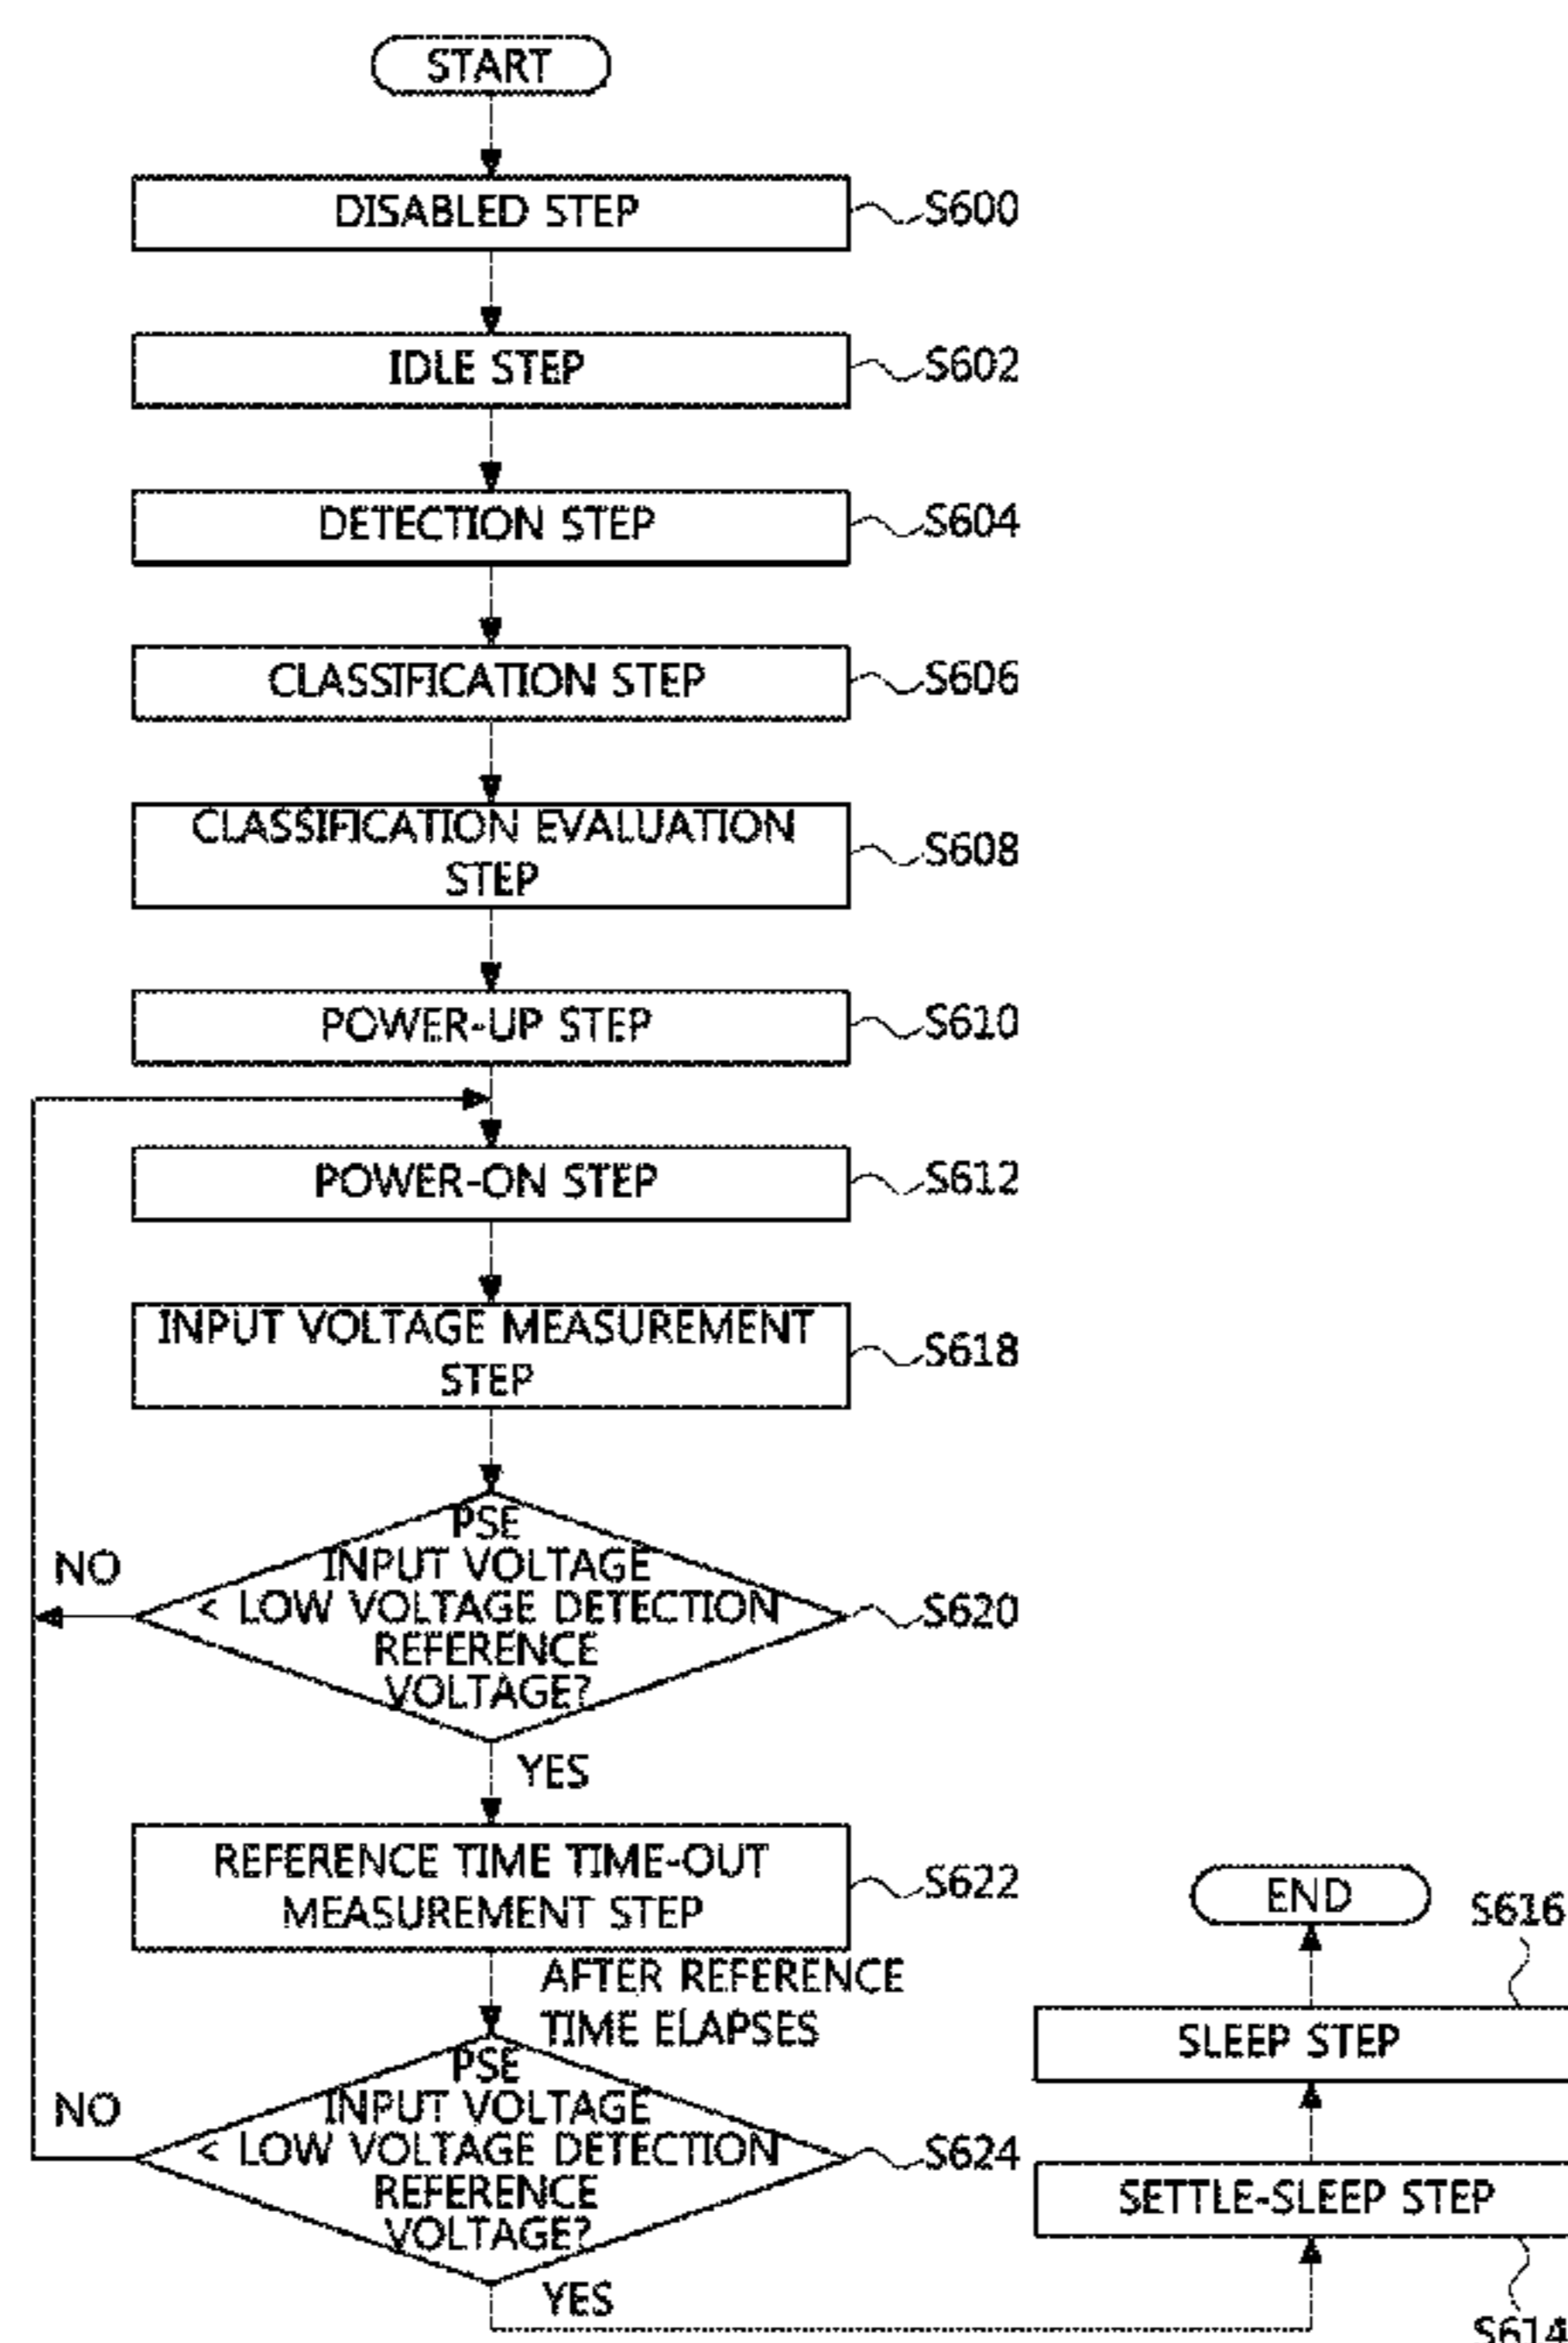 START
DISABLED STEP
S600
IDLE STEP
S602
DETECTION STEP
S604
CLASSIFICATION STEP
S606
CLASSIFICATION EVALUATION
STEP
S608
POWER-UP STEP
S610
POWER-ON STEP
S612
INPUT VOLTAGE MEASUREMENT
STEP
S618
PSE
INPUT VOLTAGE
< LOW VOLTAGE DETECTION
REFERENCE
VOLTAGE?
NO
S620
YES
REFERENCE TIME TIME-OUT
MEASUREMENT STEP
S622
AFTER REFERENCE
TIME ELAPSES
PSE
INPUT VOLTAGE
< LOW VOLTAGE DETECTION
REFERENCE
VOLTAGE?
NO
S624
YES
END
S616
SLEEP STEP
SETTLE-SLEEP STEP
S614